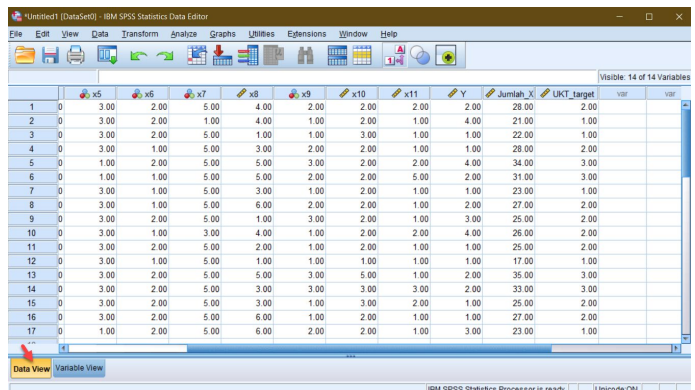 *Untitled1 [DataSet0] - IBM SPSS Statistics Data Editor
File Edit View Data Transform Analyze Graphs Utilities Extensions Window Help
Visible: 14 of 14 Variables
x5 x6 x7 x8 x9 x10 x11 Y Jumlah_X UKT_target var var
1 0 3.00 2.00 5.00 4.00 2.00 2.00 2.00 2.00 28.00 2.00
2 0 3.00 2.00 1.00 4.00 1.00 2.00 1.00 4.00 21.00 1.00
3 0 3.00 2.00 5.00 1.00 1.00 3.00 1.00 1.00 22.00 1.00
4 0 3.00 1.00 5.00 3.00 2.00 2.00 1.00 1.00 28.00 2.00
5 0 1.00 2.00 5.00 5.00 3.00 2.00 2.00 4.00 34.00 3.00
6 0 1.00 1.00 5.00 5.00 2.00 2.00 5.00 2.00 31.00 3.00
7 0 3.00 1.00 5.00 3.00 1.00 2.00 1.00 1.00 23.00 1.00
8 0 3.00 1.00 5.00 6.00 2.00 2.00 1.00 2.00 27.00 2.00
9 0 3.00 2.00 5.00 1.00 3.00 2.00 1.00 3.00 25.00 2.00
10 0 3.00 1.00 3.00 4.00 1.00 2.00 2.00 4.00 26.00 2.00
11 0 3.00 2.00 5.00 2.00 1.00 2.00 1.00 1.00 25.00 2.00
12 0 3.00 2.00 1.00 1.00 1.00 1.00 1.00 1.00 17.00 1.00
13 0 3.00 2.00 5.00 5.00 3.00 5.00 1.00 2.00 35.00 3.00
14 0 3.00 2.00 5.00 3.00 3.00 3.00 2.00 2.00 33.00 3.00
15 0 3.00 2.00 5.00 3.00 1.00 3.00 2.00 1.00 25.00 2.00
16 0 3.00 2.00 5.00 6.00 1.00 2.00 1.00 1.00 27.00 2.00
17 0 1.00 2.00 5.00 6.00 2.00 2.00 1.00 3.00 23.00 1.00
Data View Variable View
IBM SPSS Statistics Processor is ready Unicode:ON